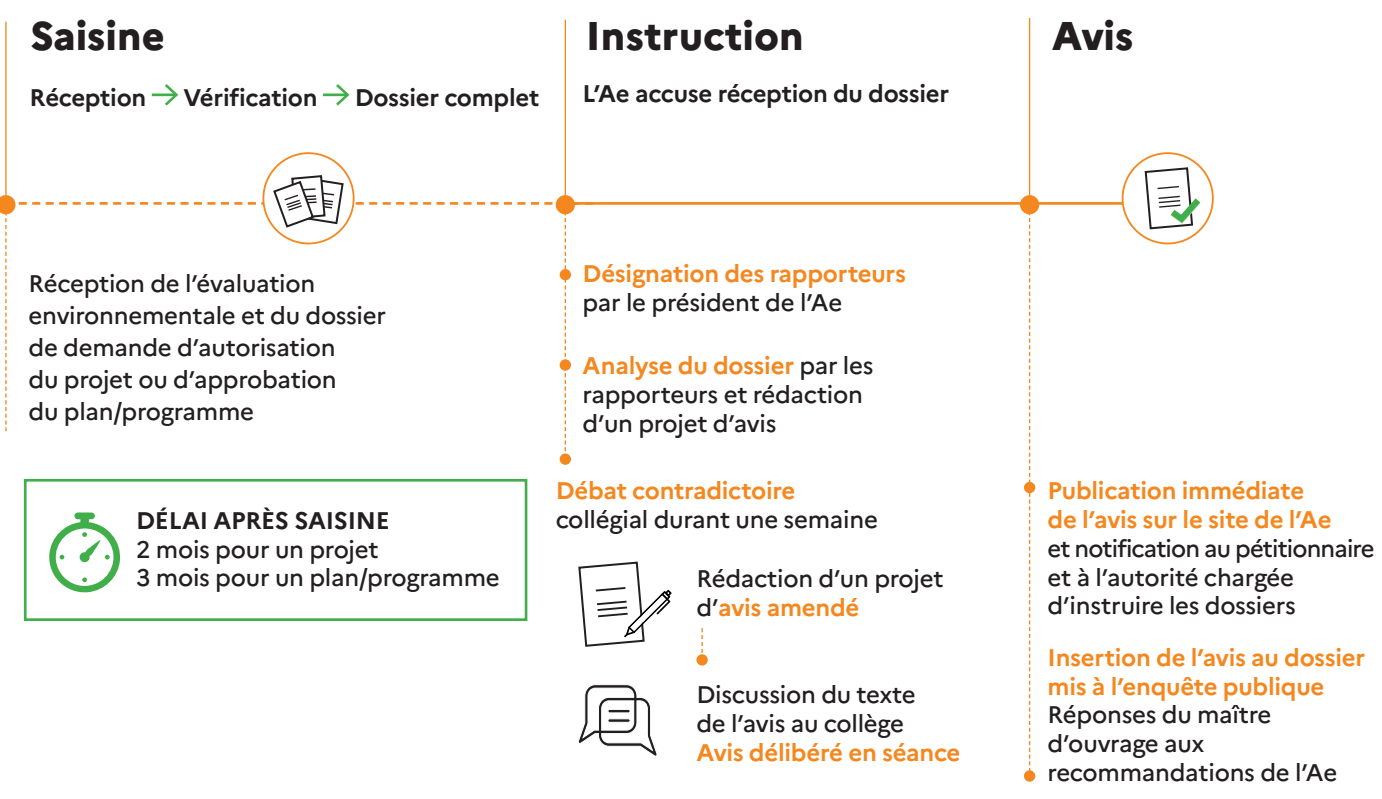 Saisine
Réception → Vérification → Dossier complet
Réception de l’évaluation
environnementale et du dossier
de demande d’autorisation
du projet ou d’approbation
du plan/programme
DÉLAI APRÈS SAISINE
2 mois pour un projet
3 mois pour un plan/programme
Instruction
L’Ae accuse réception du dossier
Désignation des rapporteurs
par le président de l’Ae
Analyse du dossier par les
rapporteurs et rédaction
d’un projet d’avis
Débat contradictoire
collégial durant une semaine
Rédaction d’un projet
d’avis amendé
Discussion du texte
de l’avis au collège
Avis délibéré en séance
Avis
Publication immédiate
de l’avis sur le site de l’Ae
et notification au pétitionnaire
et à l’autorité chargée
d’instruire les dossiers
Insertion de l’avis au dossier
mis à l’enquête publique
Réponses du maître
d’ouvrage aux
recommandations de l’Ae